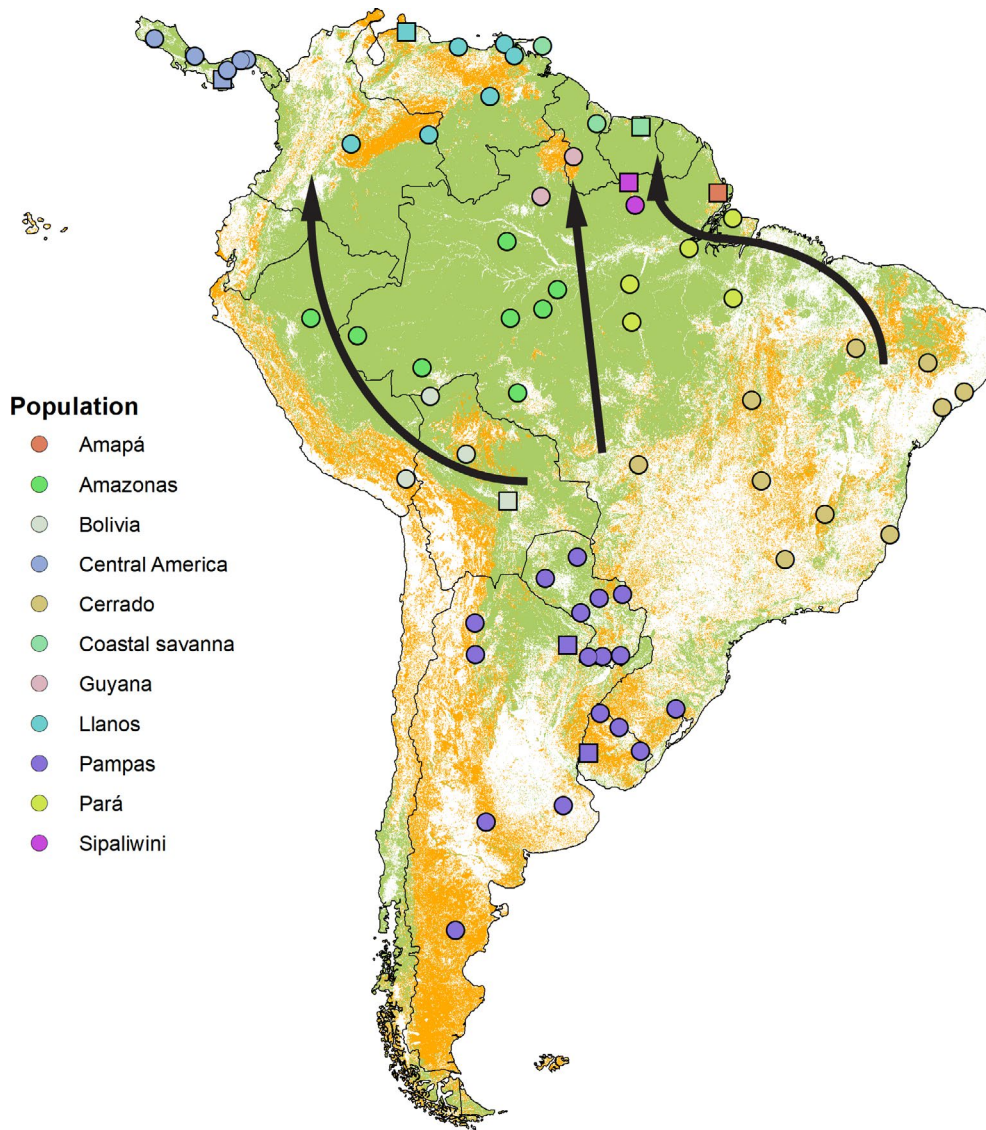 Population
Amapá
Amazonas
Bolivia
Central America
Cerrado
Coastal savanna
Guyana
Llanos
Pampas
Pará
Sipaliwini